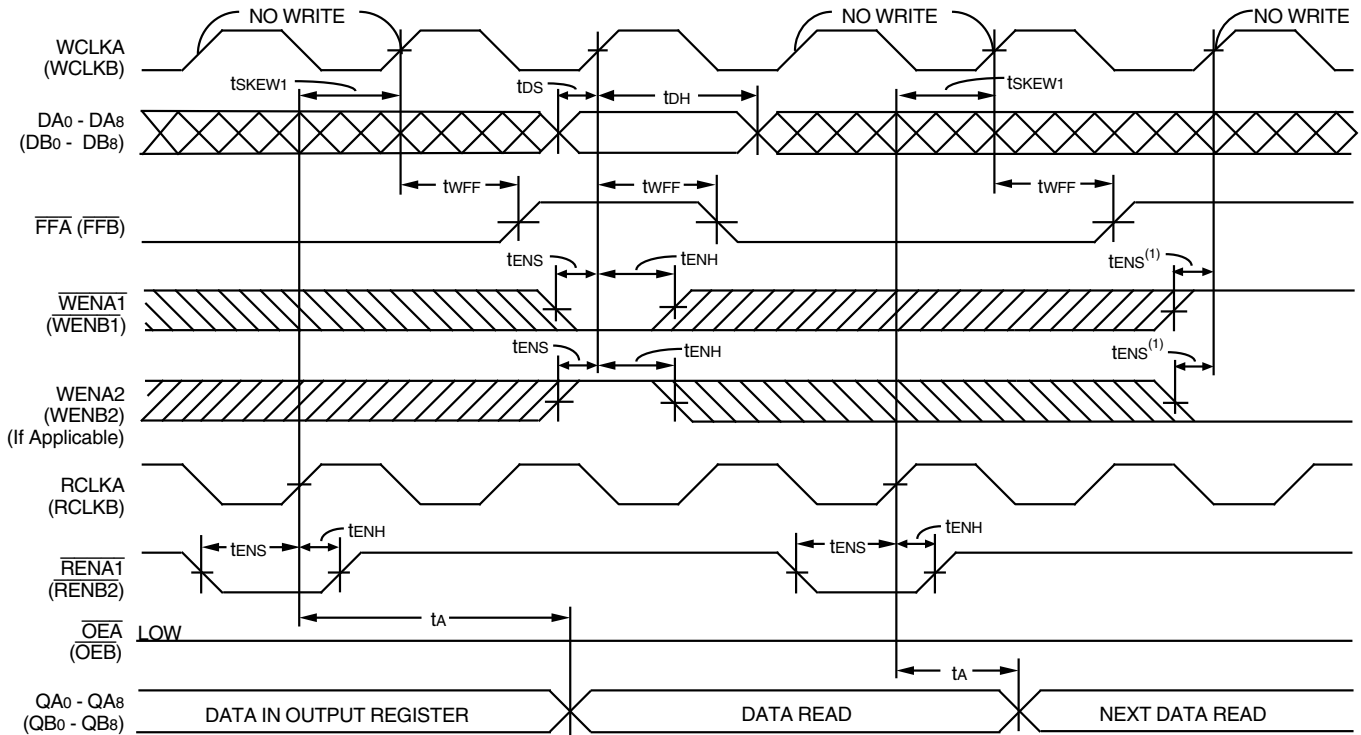 NO WRITE NO WRITE NO WRITE
WCLKA
(WCLKB)
tSKEW1 tDS tDH tSKEW1
DA0 - DA8
(DB0 - DB8)
tWFF tWFF tWFF
FFA (FFB)
tENS tENH tENS(1)
WENA1
(WENB1)
tENS tENH tENS(1)
WENA2
(WENB2)
(If Applicable)
RCLKA
(RCLKB)
tENS tENH tENS tENH
RENA1
(RENB2)
tA
OEA LOW
(OEB)
tA
QA0 - QA8
(QB0 - QB8)
DATA IN OUTPUT REGISTER DATA READ NEXT DATA READ